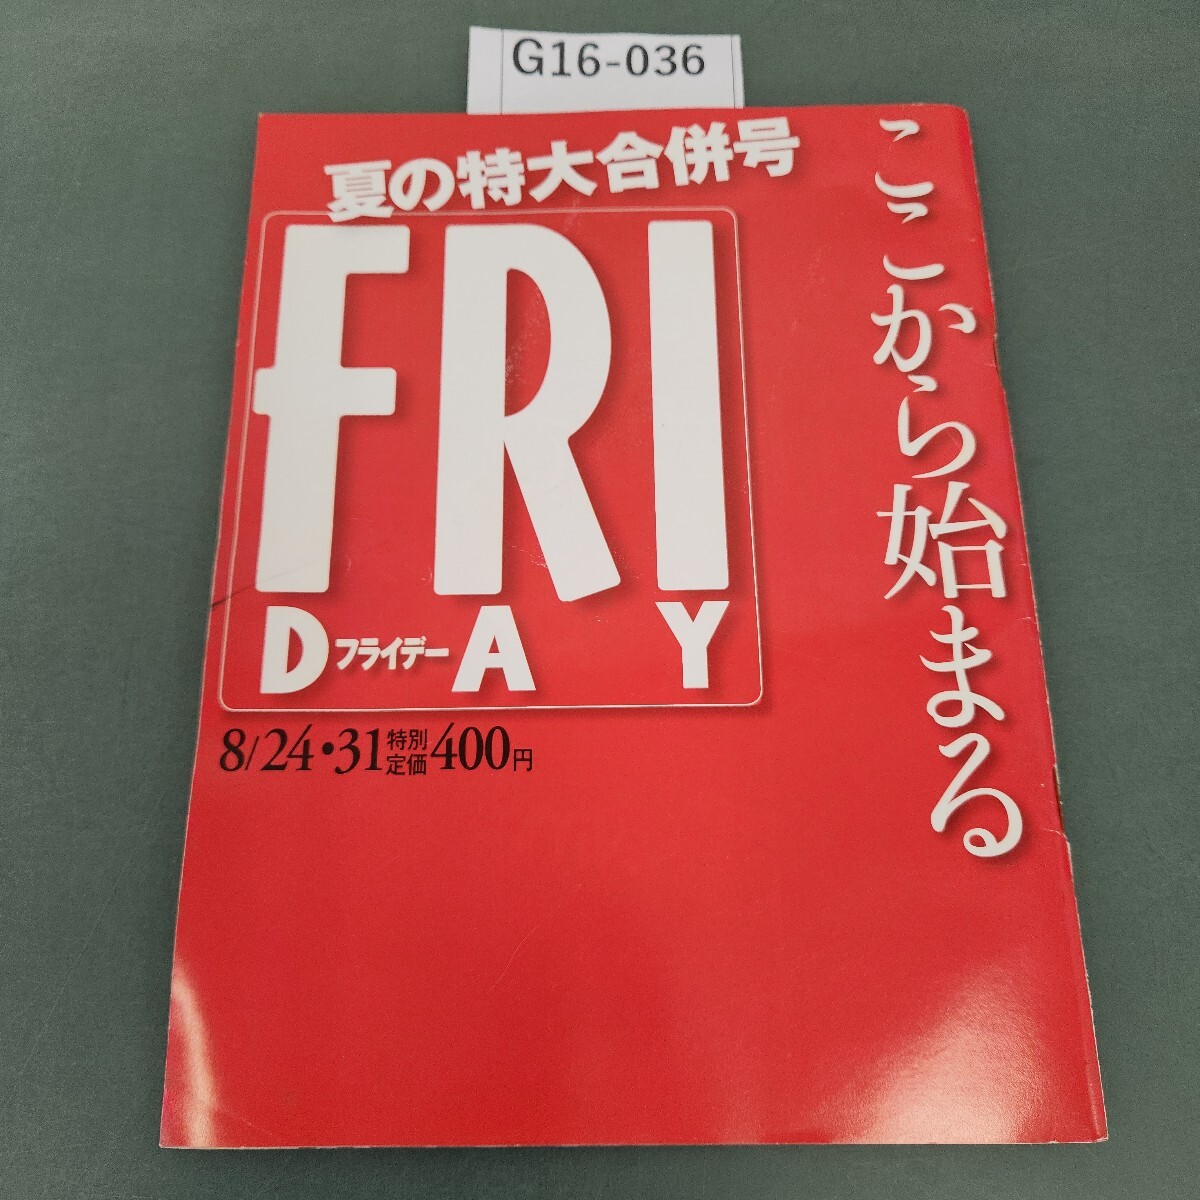 G16-036
夏の特大合併号
FRI
DAY
フライデー
8/24・31 特別定価 400円
ここから始まる